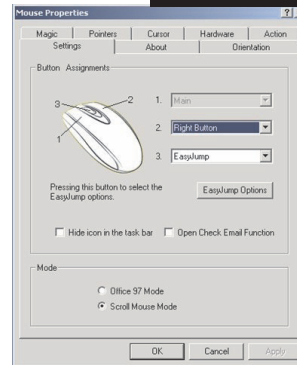 Mouse Properties
?
Magic Pointers Cursor Hardware Action
Settings About Orientation
Button Assignments
3
2
1
1. Main
2. Right Button
3. EasyJump
Pressing this button to select the
EasyJump options.
EasyJump Options
Hide icon in the task bar Open Check Email Function
Mode
Office 97 Mode
Scroll Mouse Mode
OK Cancel Apply